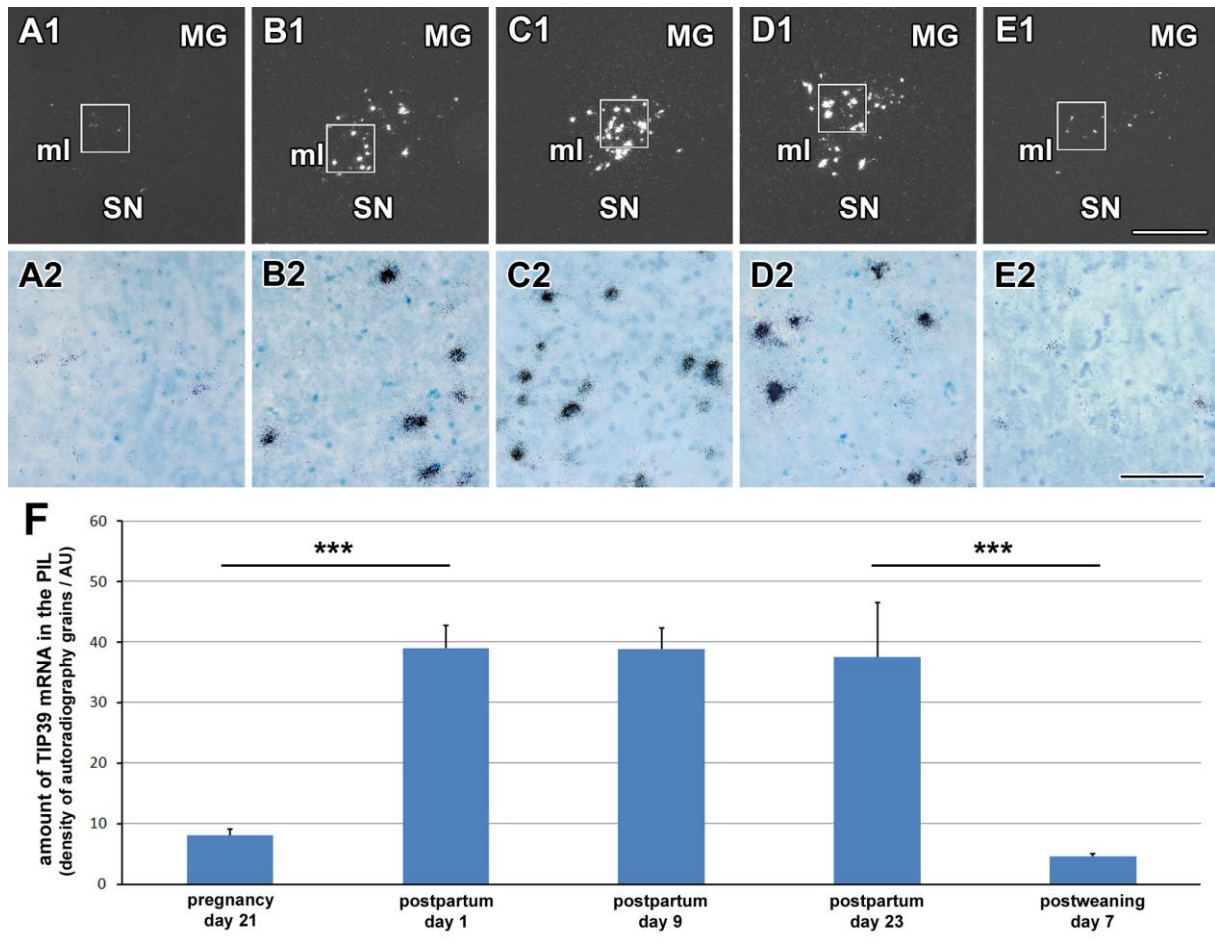 A1 MG
ml
SN
B1 MG
ml
SN
C1 MG
ml
SN
D1 MG
ml
SN
E1 MG
ml
SN
A2
B2
C2
D2
E2
F
amount of TIP39 mRNA in the PIL
(density of autoradiography grains / AU)
60
50
40
30
20
10
0
***
***
pregnancy
day 21
postpartum
day 1
postpartum
day 9
postpartum
day 23
postweaning
day 7